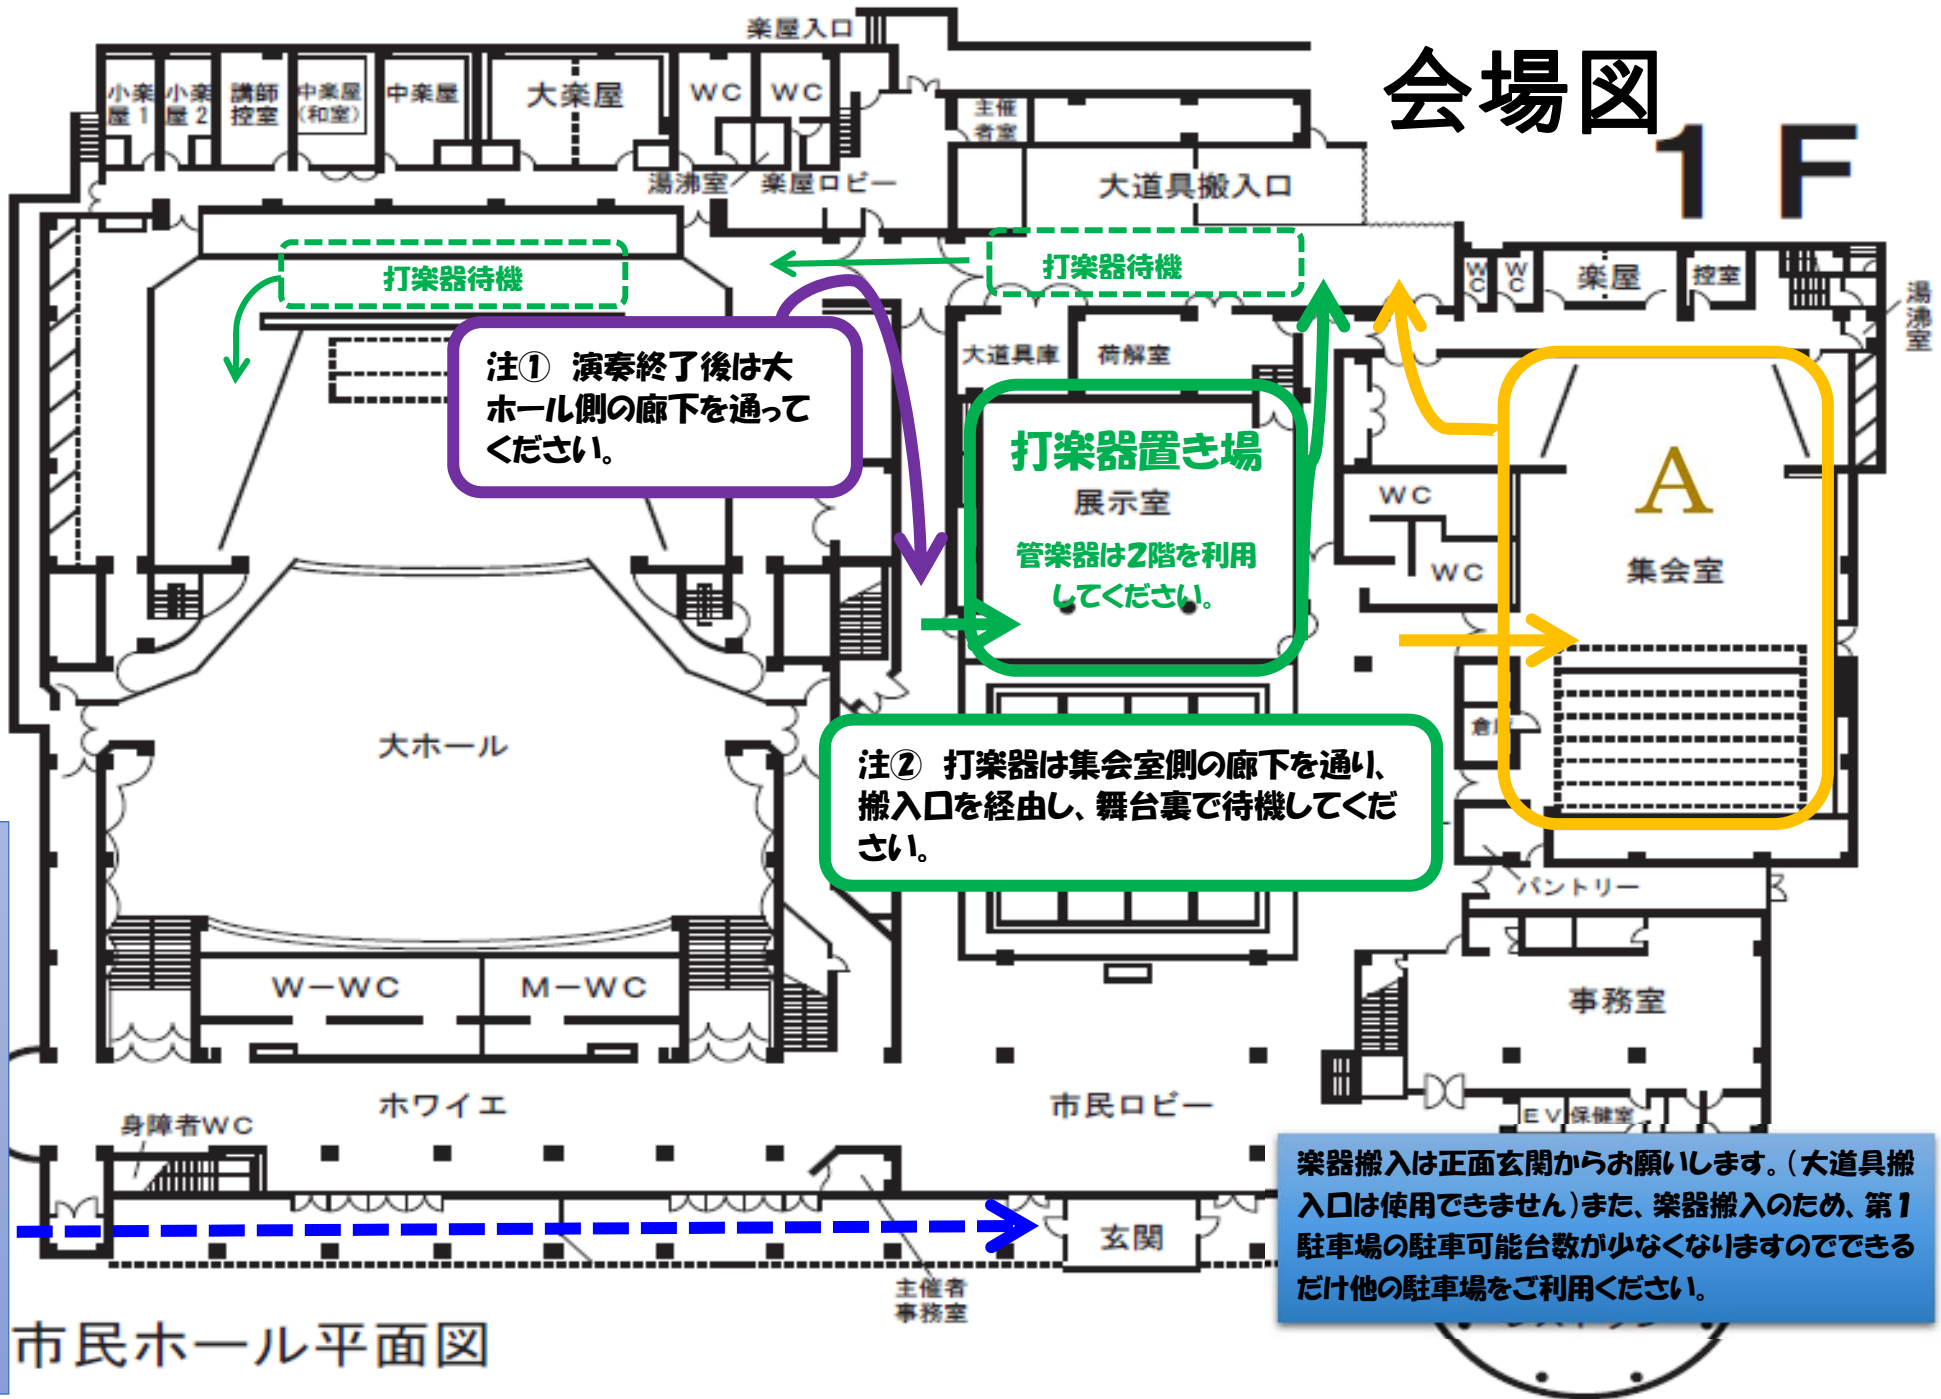 楽屋入口
会場図
1F
小楽屋1
小楽屋2
講師控室
中楽屋(和室)
中楽屋
大楽屋
WC
WC
主催者室
湯沸室
楽屋ロビー
大道具搬入口
打楽器待機
打楽器待機
WC
WC
楽屋
控室
湯沸室
注① 演奏終了後は大
ホール側の廊下を通って
ください。
大道具庫
荷解室
打楽器置き場
展示室
管楽器は2階を利用
してください。
WC
WC
A
集会室
大ホール
注② 打楽器は集会室側の廊下を通り、
搬入口を経由し、舞台裏で待機してくだ
さい。
パントリー
W-WC
M-WC
事務室
ホワイエ
市民ロビー
身障者WC
EV
保健室
楽器搬入は正面玄関からお願いします。(大道具搬
入口は使用できません)また、楽器搬入のため、第1
駐車場の駐車可能台数が少なくなりますのでできる
だけ他の駐車場をご利用ください。
玄関
主催者
事務室
市民ホール平面図